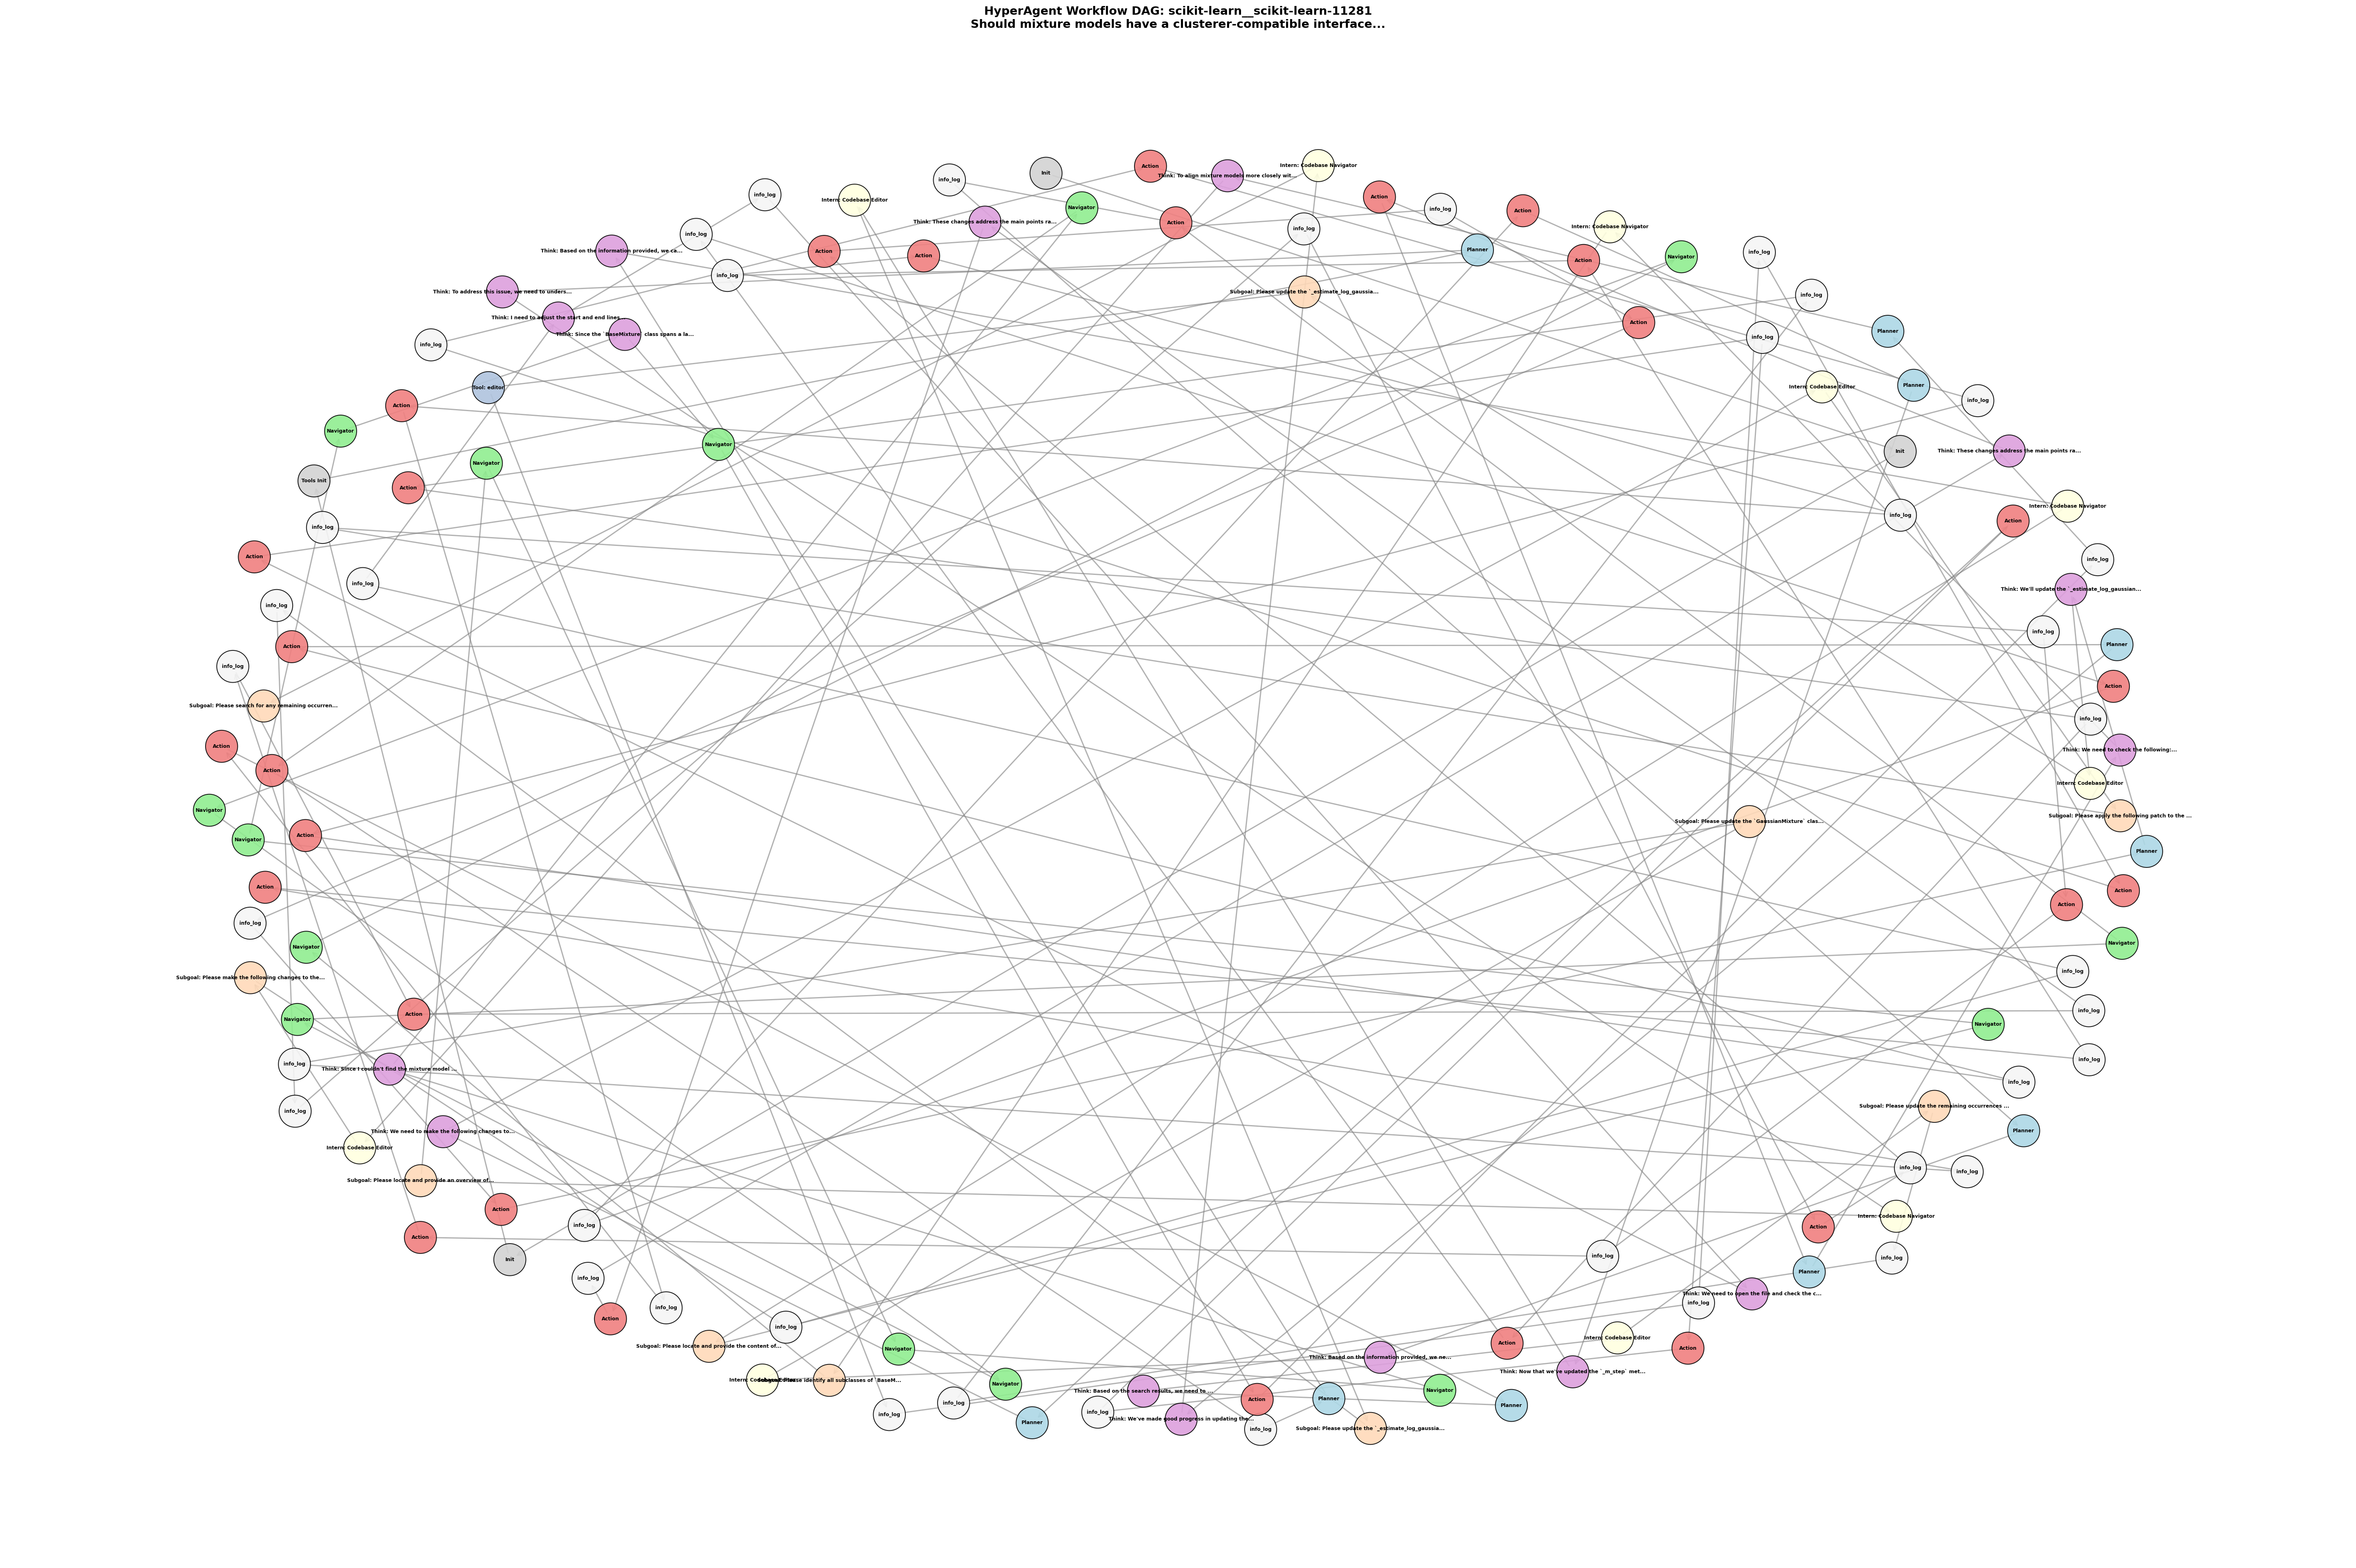 HyperAgent Workflow DAG: scikit-learn__scikit-learn-11281
Should mixture models have a clusterer-compatible interface...
Intern: Codebase Navigator
Action
Init
Think: To align mixture models more closely wit...
info_log
info_log
Action
Intern: Codebase Editor
Navigator
info_log
Action
Think: These changes address the main points ra...
Action
Intern: Codebase Navigator
info_log
info_log
Planner
Think: Based on the information provided, we ca...
Action
info_log
Action
Navigator
Action
info_log
Think: To address this issue, we need to unders...
Subgoal: Please update the `_estimate_log_gaussia...
info_log
Think: I need to adjust the start and end lines...
Action
Planner
Think: Since the `BaseMixture` class spans a la...
info_log
info_log
Planner
Tool: editor
Intern: Codebase Editor
info_log
Action
Navigator
Navigator
Init
Think: These changes address the main points ra...
Navigator
Tools Init
Action
Intern: Codebase Navigator
info_log
Action
info_log
Action
info_log
info_log
Think: We'll update the `_estimate_log_gaussian...
info_log
info_log
Planner
Action
info_log
Action
Subgoal: Please search for any remaining occurren...
info_log
Action
Think: We need to check the following:...
Action
Intern: Codebase Editor
Navigator
Subgoal: Please apply the following patch to the ...
Subgoal: Please update the `GaussianMixture` clas...
Action
Navigator
Planner
Action
Action
Action
info_log
Navigator
Navigator
info_log
Subgoal: Please make the following changes to the...
info_log
Action
Navigator
Navigator
info_log
info_log
Think: Since I couldn't find the mixture model ...
info_log
Subgoal: Please update the remaining occurrences ...
info_log
Planner
Think: We need to make the following changes to...
Intern: Codebase Editor
info_log
info_log
Subgoal: Please locate and provide an overview of...
Action
Intern: Codebase Navigator
info_log
Action
Action
info_log
info_log
Init
Planner
info_log
Think: We need to open the file and check the c...
info_log
info_log
Action
info_log
Intern: Codebase Editor
Action
Subgoal: Please locate and provide the content of...
Action
Navigator
Think: Based on the information provided, we ne...
Think: Now that we've updated the `_m_step` met...
Subgoal: Please identify all subclasses of `BaseM...
Navigator
Navigator
Think: Based on the search results, we need to ...
Planner
Action
info_log
Planner
info_log
info_log
Think: We've made good progress in updating the...
Planner
Subgoal: Please update the `_estimate_log_gaussia...
info_log